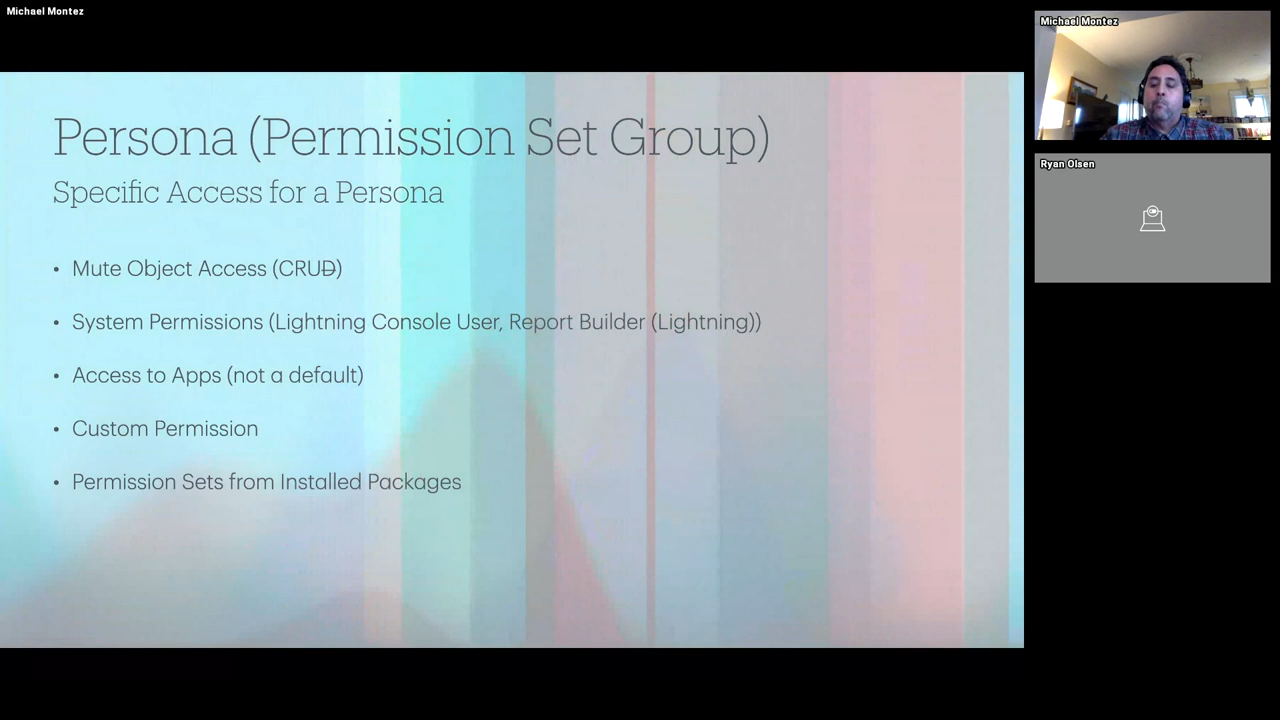 Michael Montez
Persona (Permission Set Group)
Specific Access for a Persona
• Mute Object Access (CRUD)
• System Permissions (Lightning Console User, Report Builder (Lightning))
• Access to Apps (not a default)
• Custom Permission
• Permission Sets from Installed Packages
Michael Montez
Ryan Olsen